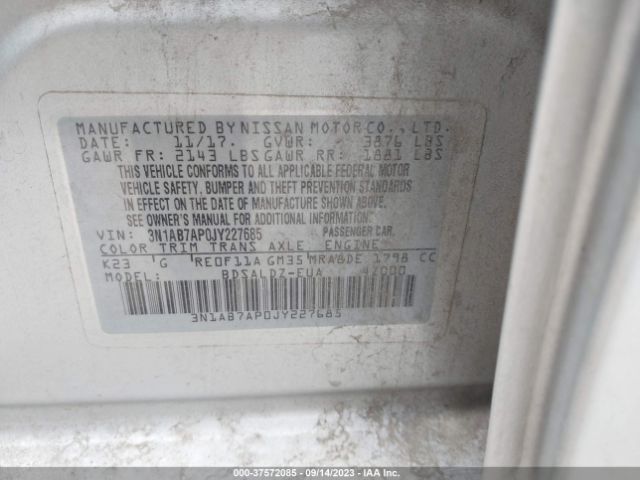 MANUFACTURED BY NISSAN MOTOR CO., LTD.
DATE: 11/17. GVWR: 3876 LBS
GAWR FR: 2143 LBS GAWR RR: 1881 LBS
THIS VEHICLE CONFORMS TO ALL APPLICABLE FEDERAL MOTOR
VEHICLE SAFETY, BUMPER AND THEFT PREVENTION STANDARDS
IN EFFECT ON THE DATE OF MANUFACTURE SHOWN ABOVE.
SEE OWNER'S MANUAL FOR ADDITIONAL INFORMATION.
VIN: 3N1AB7AP0JY227685 PASSENGER CAR.
COLOR TRIM TRANS AXLE ENGINE
K23 G RE0F11A GM35 MRA8DE 1798 CC
MODEL: BDSALDZ-EUA 47000
3N1AB7AP0JY227685
000-37572085 - 09/14/2023 - IAA Inc.